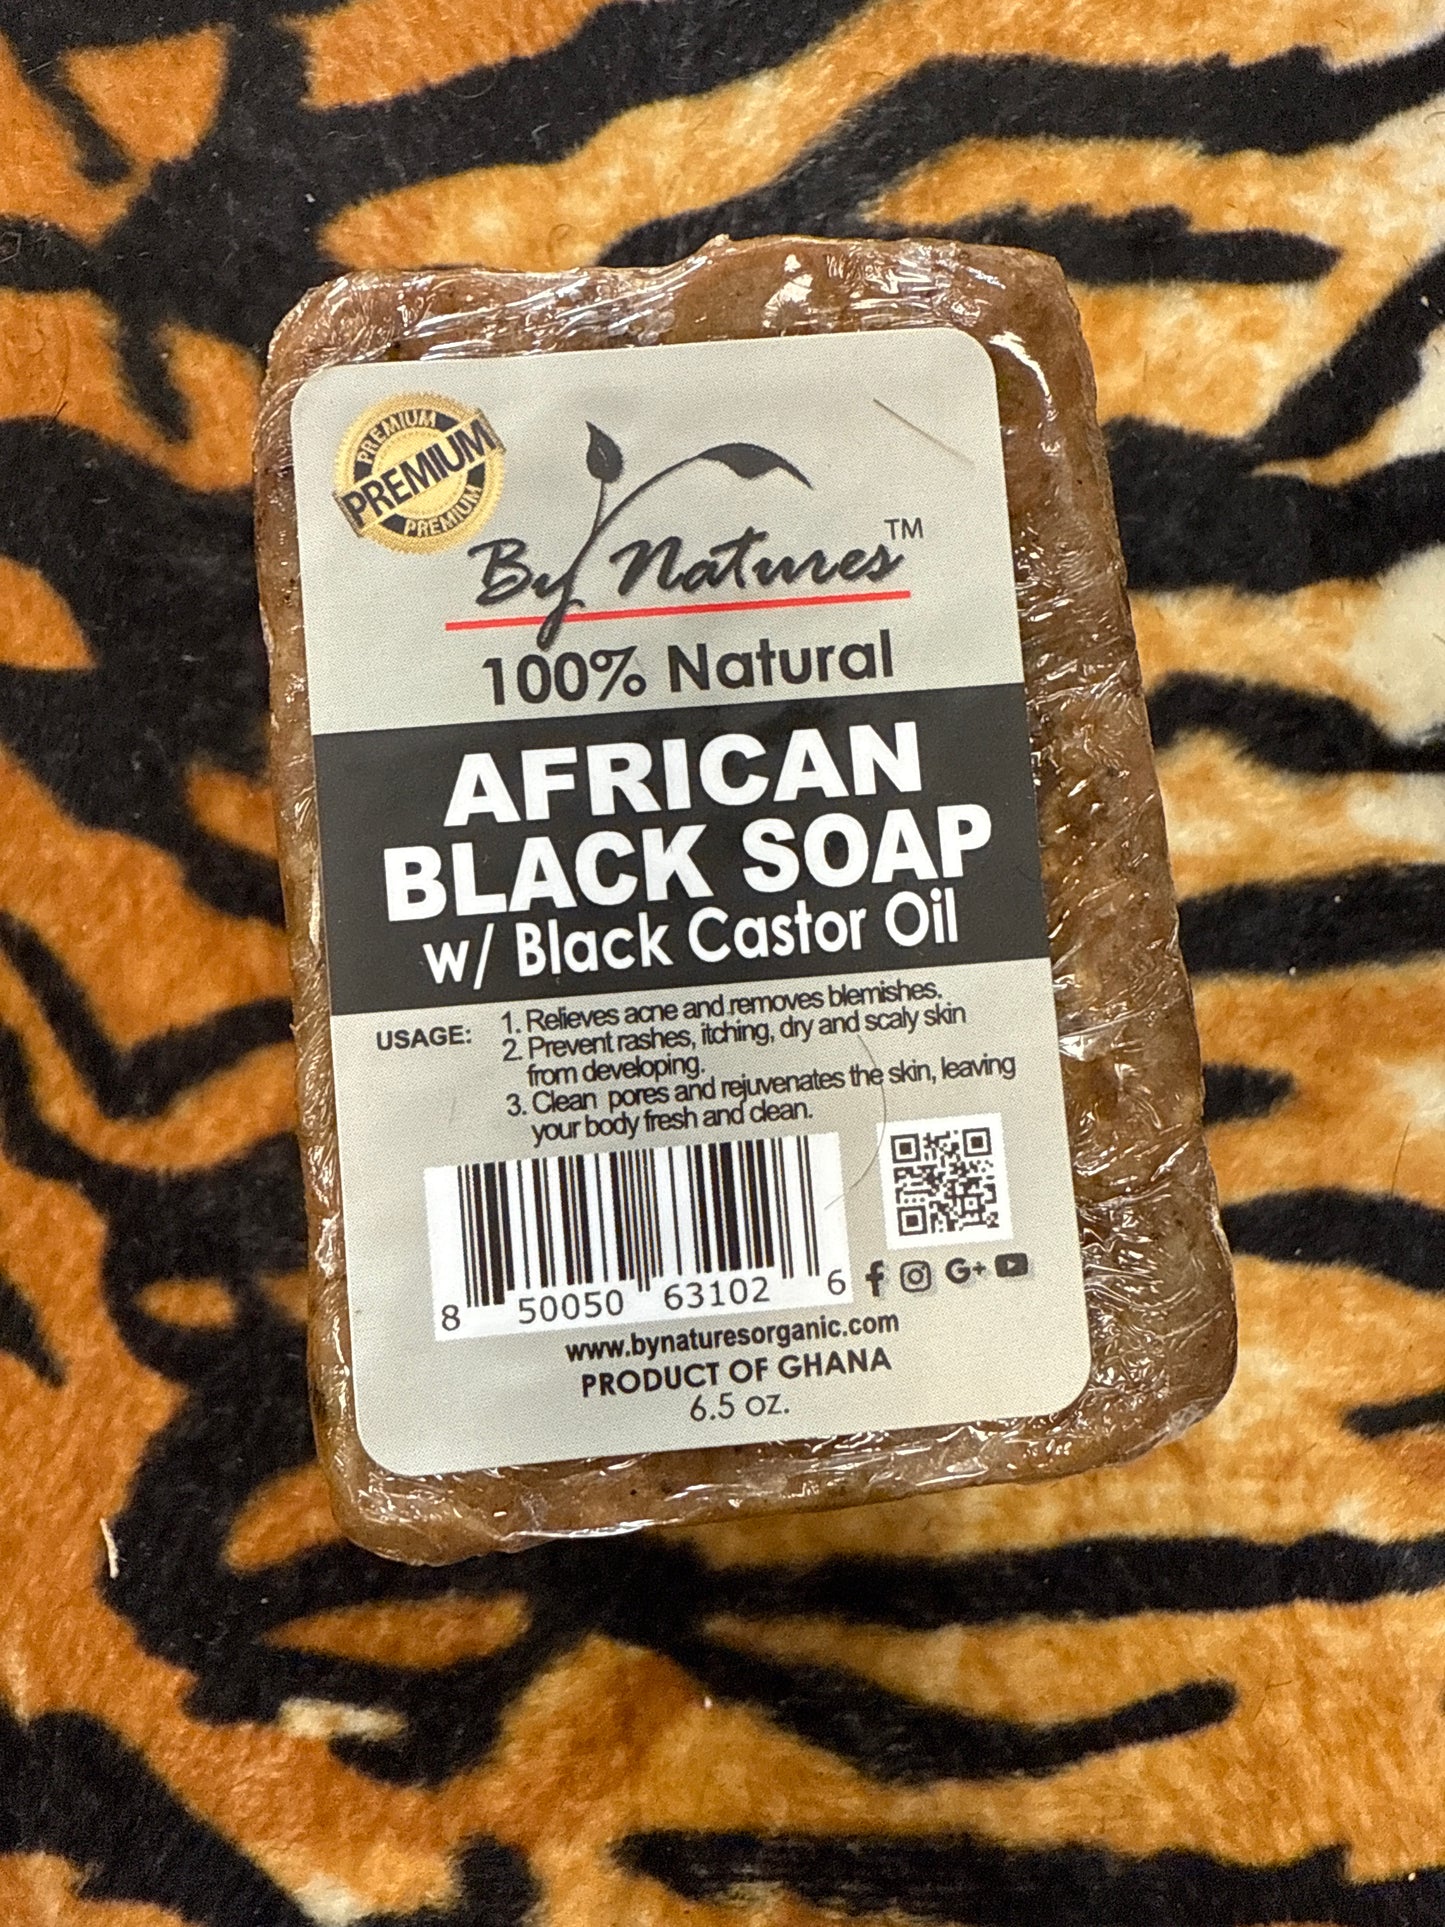 PREMIUM
PREMIUM
PREMIUM
By Natures™
100% Natural
AFRICAN
BLACK SOAP
w/ Black Castor Oil
USAGE: 1. Relieves acne and removes blemishes.
2. Prevent rashes, itching, dry and scaly skin
from developing.
3. Clean pores and rejuvenates the skin, leaving
your body fresh and clean.
8 50050 63102 6
f G+
www.bynaturesorganic.com
PRODUCT OF GHANA
6.5 oz.